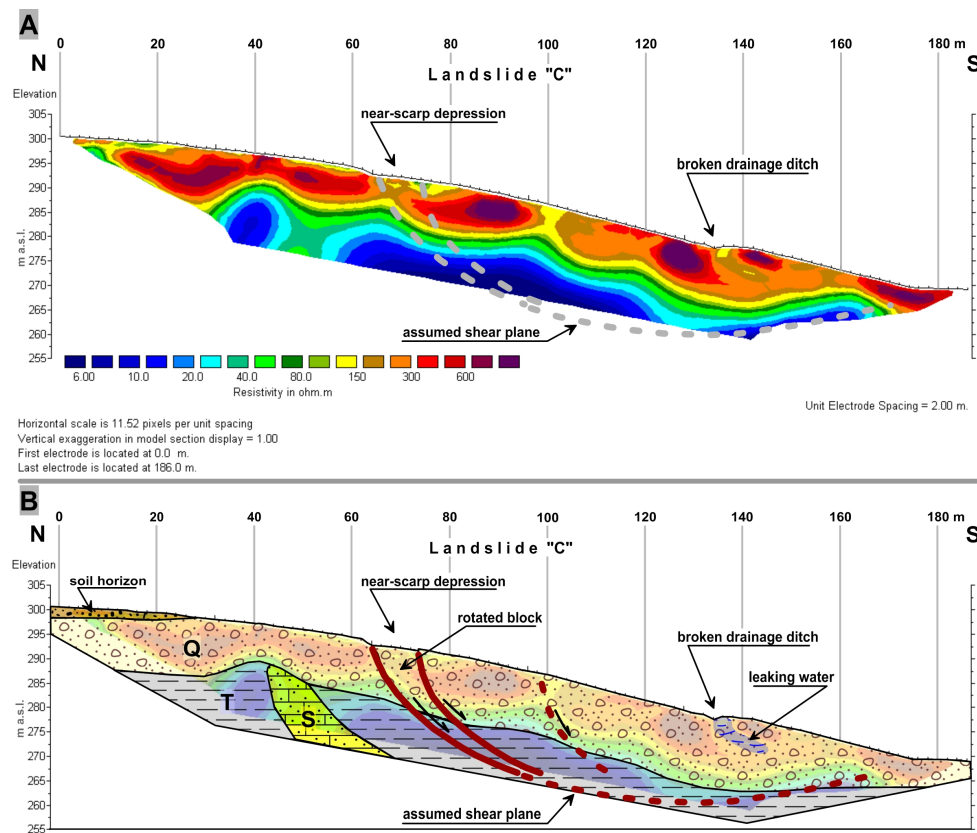 A
0 20 40 60 80 100 120 140 160 180 m
N S
Landslide "C"
Elevation
near-scarp depression
broken drainage ditch
305
300
295
290
285
280
275
270
265
260
255
m a.s.l.
assumed shear plane
6.00 10.0 20.0 40.0 80.0 150 300 600
Resistivity in ohm.m
Unit Electrode Spacing = 2.00 m.
Horizontal scale is 11.52 pixels per unit spacing
Vertical exaggeration in model section display = 1.00
First electrode is located at 0.0 m.
Last electrode is located at 186.0 m.
B
0 20 40 60 80 100 120 140 160 180 m
N S
Landslide "C"
Elevation
soil horizon
near-scarp depression
rotated block
broken drainage ditch
leaking water
305
300
295
290
285
280
275
270
265
260
255
m a.s.l.
Q
T
S
assumed shear plane